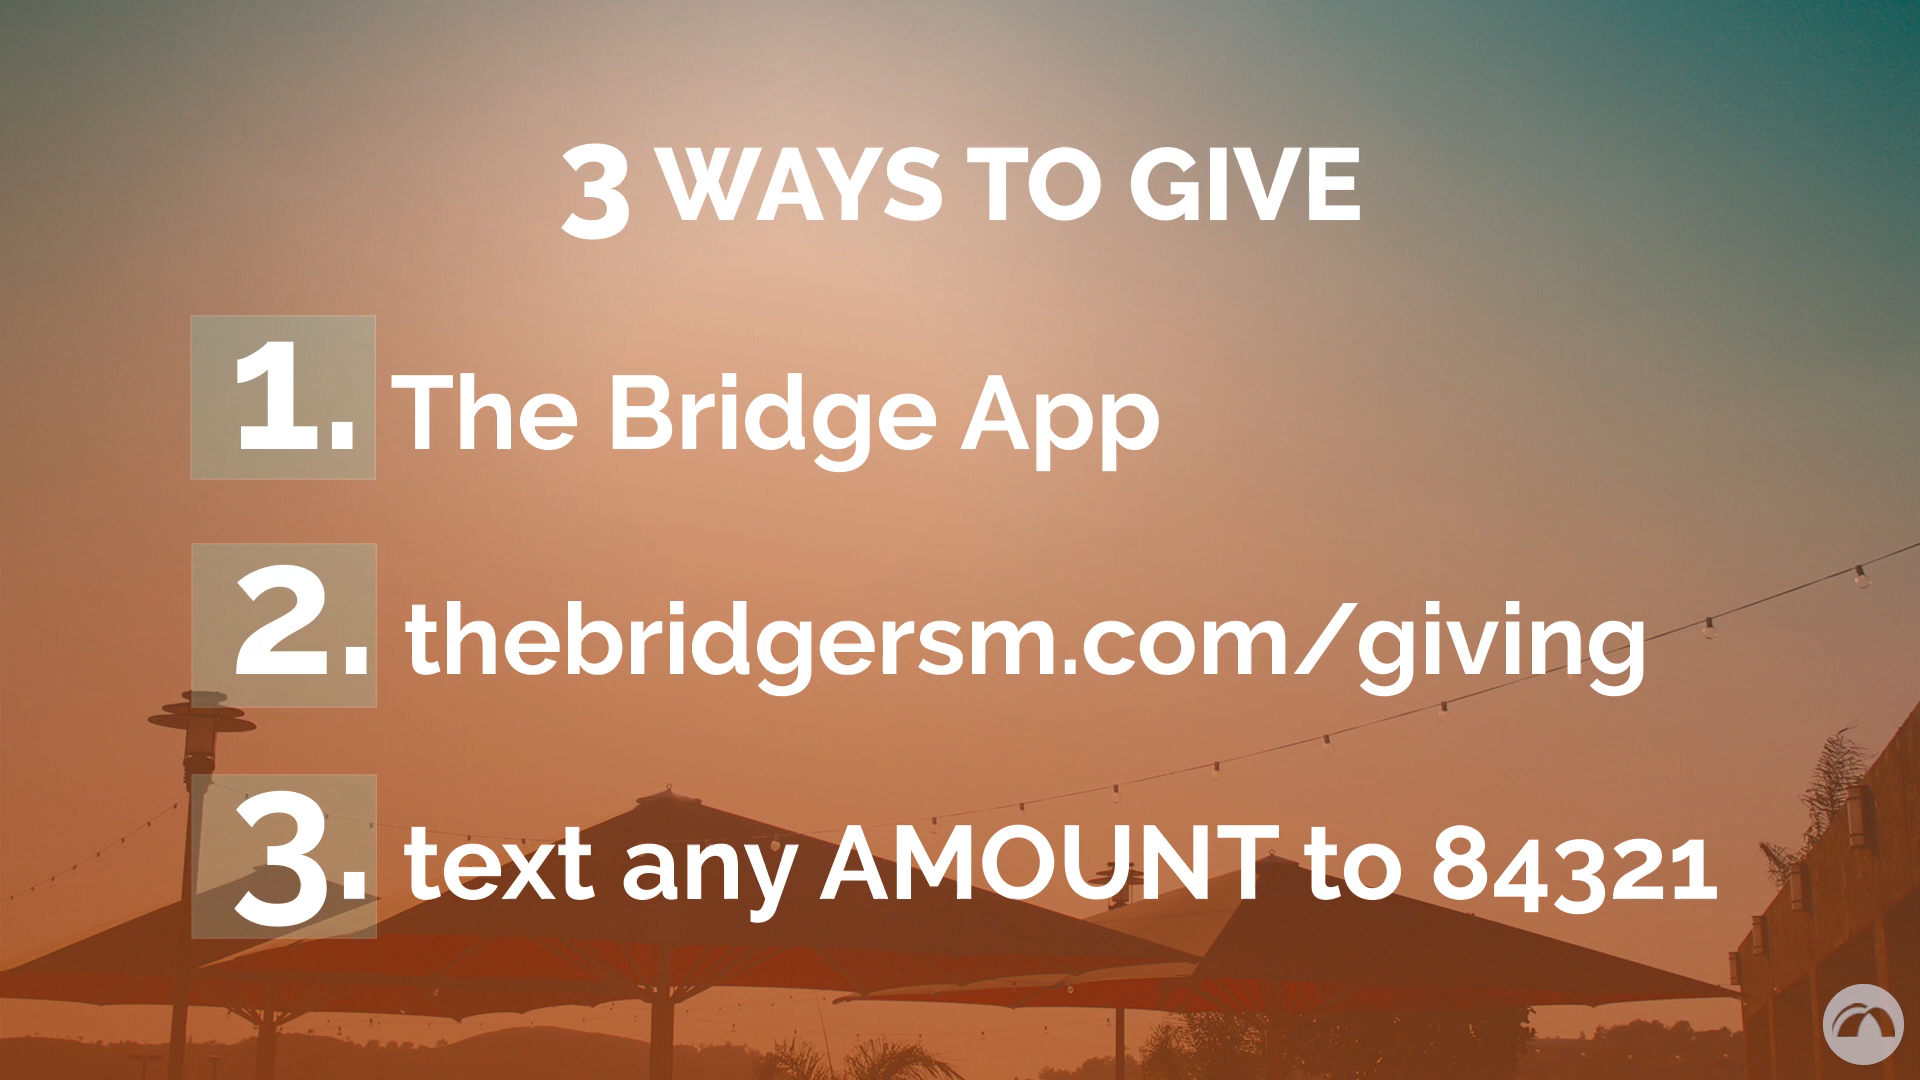 3 WAYS TO GIVE
1. The Bridge App
2. thebridgersm.com/giving
3. text any AMOUNT to 84321